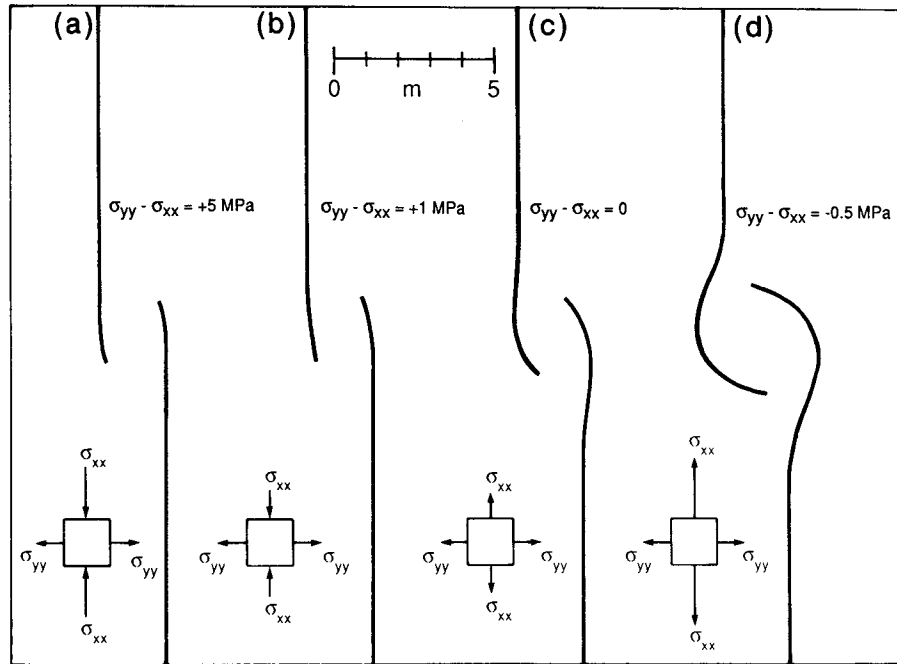 (a) (b) (c) (d)
0 m 5
σyy - σxx = +5 MPa
σyy - σxx = +1 MPa
σyy - σxx = 0
σyy - σxx = -0.5 MPa
σxx
σyy σyy
σxx
σxx
σyy σyy
σxx
σxx
σyy σyy
σxx
σxx
σyy σyy
σxx